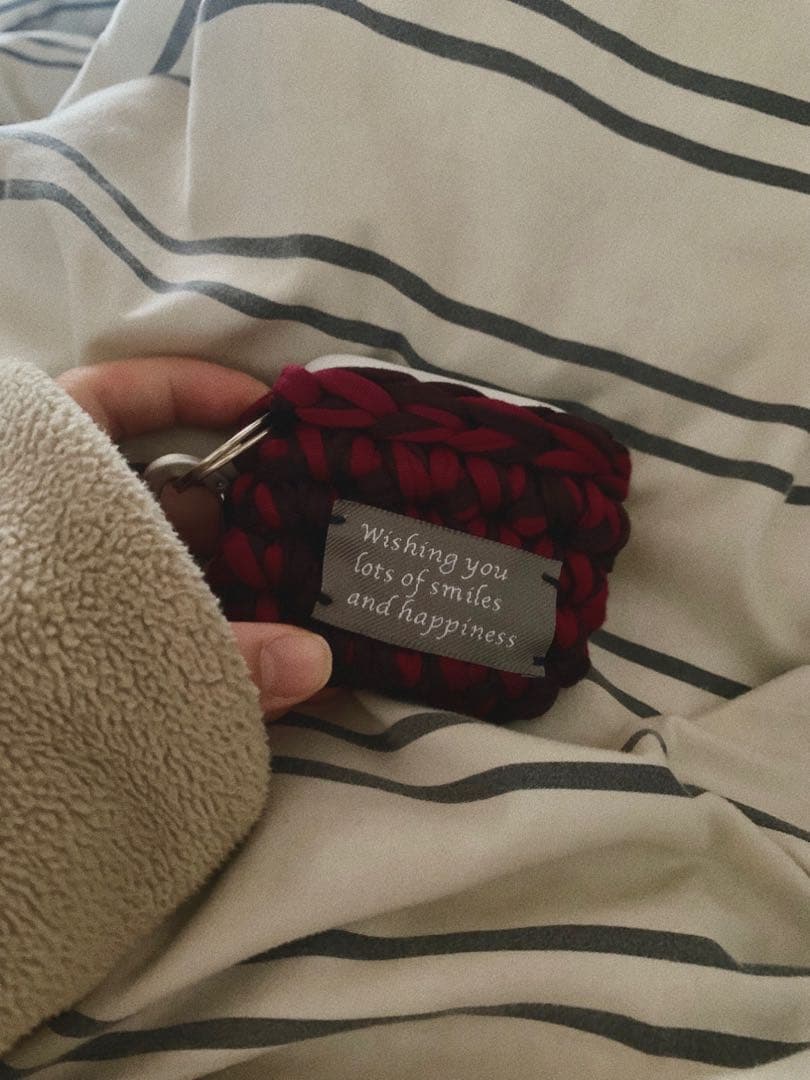 Wishing you
lots of smiles
and happiness